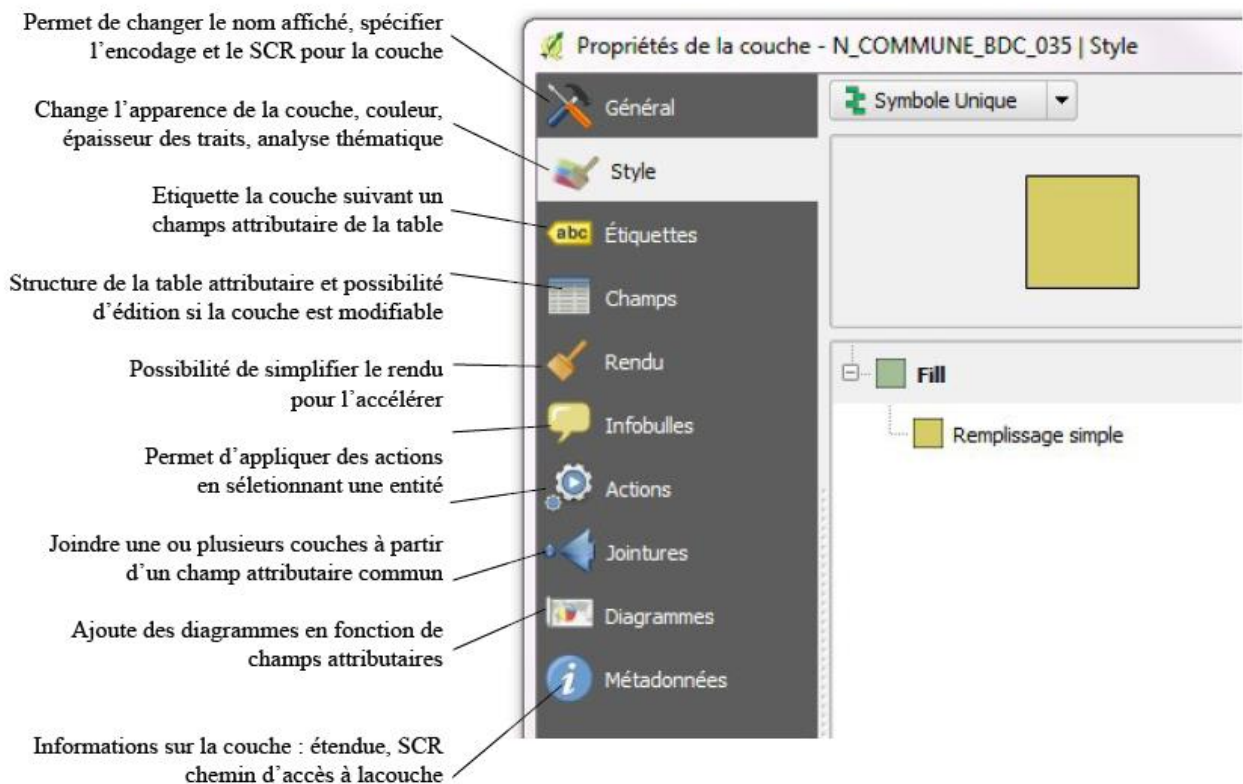 Permet de changer le nom affiché, spécifier
l'encodage et le SCR pour la couche
Change l'apparence de la couche, couleur,
épaisseur des traits, analyse thématique
Etiquette la couche suivant un
champs attributaire de la table
Structure de la table attributaire et possibilité
d'édition si la couche est modifiable
Possibilité de simplifier le rendu
pour l'accélérer
Permet d'appliquer des actions
en séletionnant une entité
Joindre une ou plusieurs couches à partir
d'un champ attributaire commun
Ajoute des diagrammes en fonction de
champs attributaires
Informations sur la couche : étendue, SCR
chemin d'accès à lacouche
Propriétés de la couche - N_COMMUNE_BDC_035 | Style
Général
Style
abc Étiquettes
Champs
Rendu
Infobulles
Actions
Jointures
Diagrammes
i Métadonnées
Symbole Unique
Fill
Remplissage simple